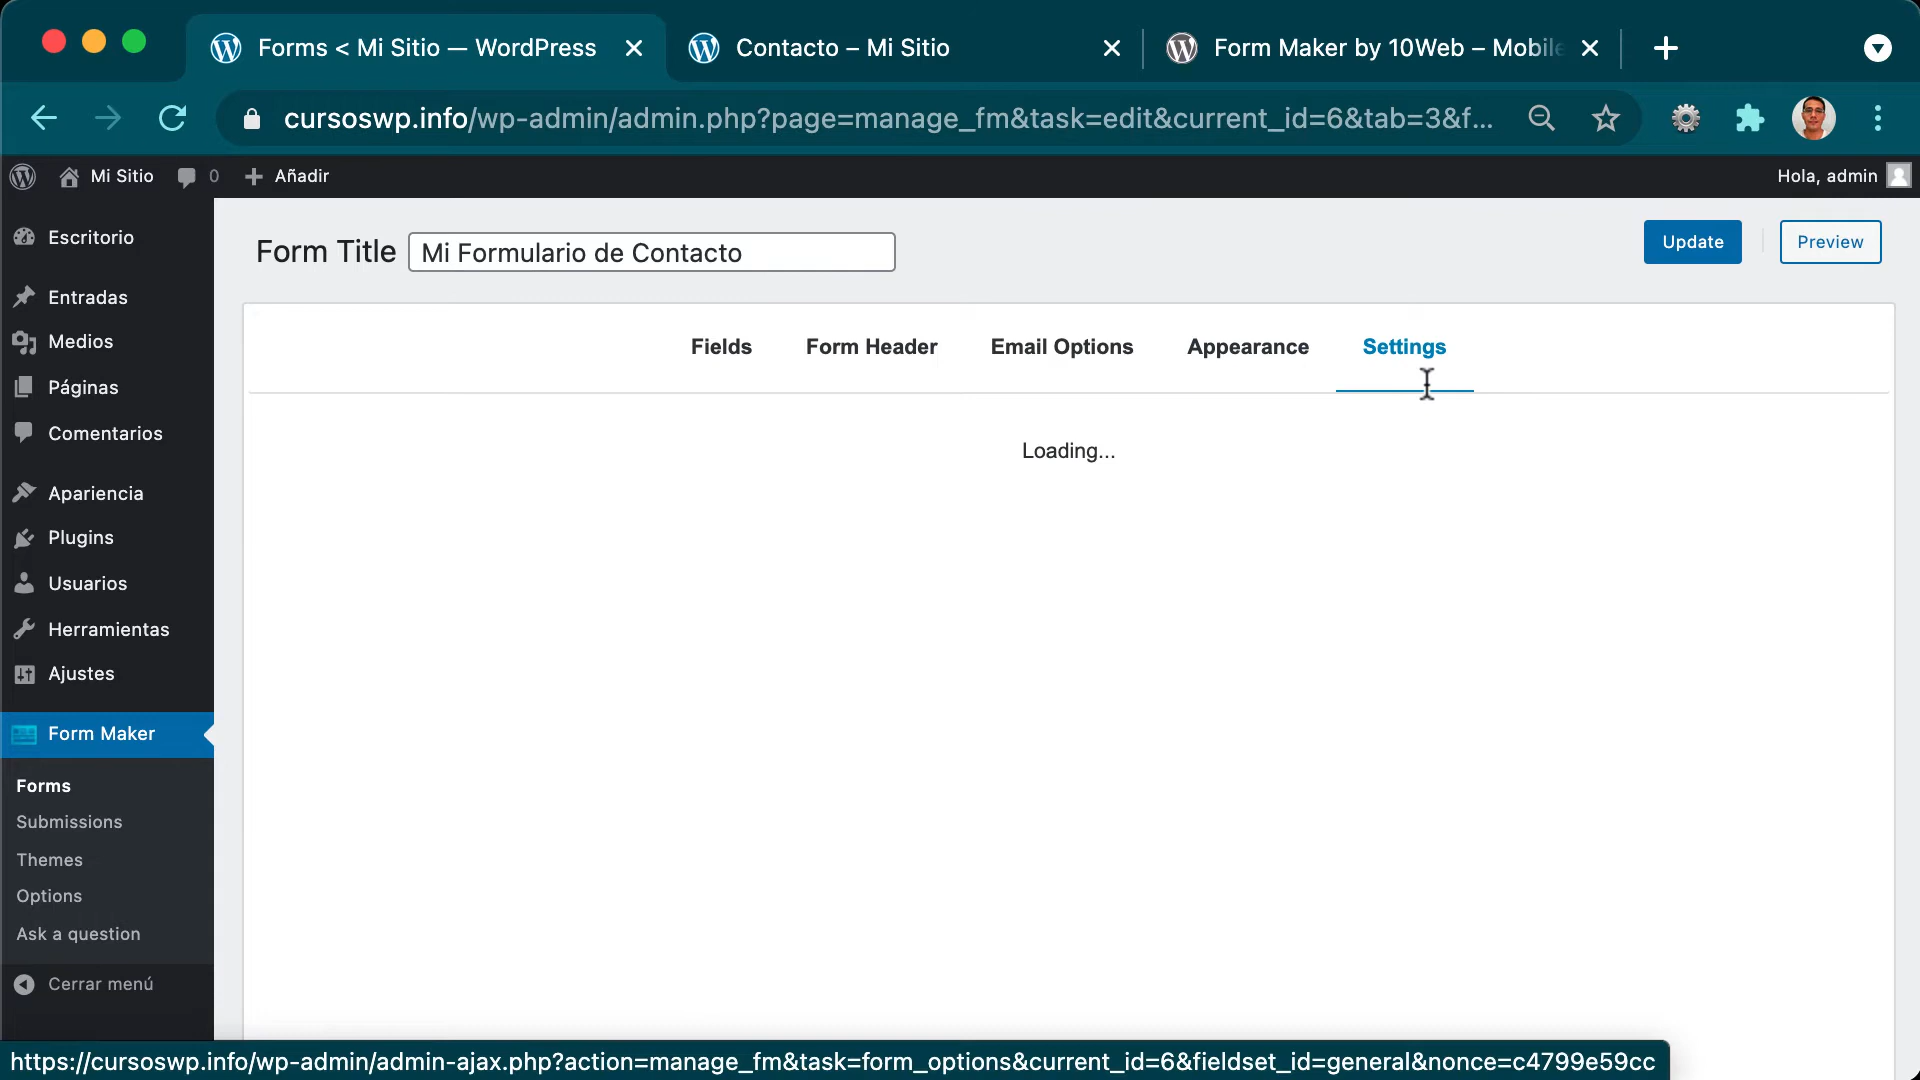 Forms < Mi Sitio — WordPress
Contacto – Mi Sitio
Form Maker by 10Web – Mobile
cursoswp.info/wp-admin/admin.php?page=manage_fm&task=edit&current_id=6&tab=3&f...
Mi Sitio
0
Añadir
Hola, admin
Escritorio
Entradas
Medios
Páginas
Comentarios
Apariencia
Plugins
Usuarios
Herramientas
Ajustes
Form Maker
Forms
Submissions
Themes
Options
Ask a question
Cerrar menú
Form Title
Mi Formulario de Contacto
Update
Preview
Fields
Form Header
Email Options
Appearance
Settings
Loading...
https://cursoswp.info/wp-admin/admin-ajax.php?action=manage_fm&task=form_options&current_id=6&fieldset_id=general&nonce=c4799e59cc